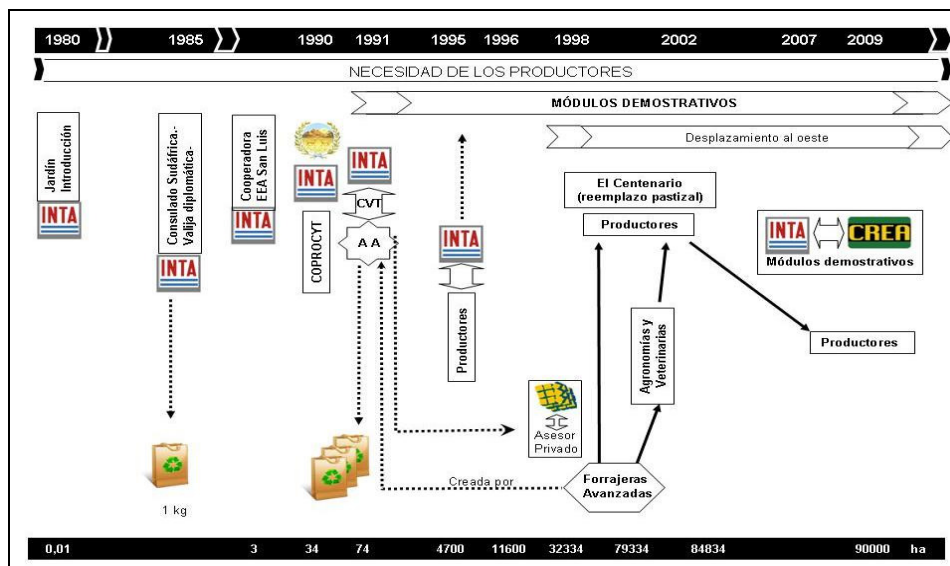 1980 1985 1990 1991 1995 1996 1998 2002 2007 2009
NECESIDAD DE LOS PRODUCTORES
MÓDULOS DEMOSTRATIVOS
Desplazamiento al oeste
Jardín
Introducción
INTA
Consulado Sudáfrica.-
Valija diplomática-
INTA
Cooperadora
EEA San Luis
INTA
INTA
COPROCYT
INTA
CVT
A A
INTA
Productores
El Centenario
(reemplazo pastizal)
Productores
INTA CREA
Módulos demostrativos
Productores
Agronomías y
Veterinarias
Asesor
Privado
Creada por
Forrajeras
Avanzadas
1 kg
0,01 3 34 74 4700 11600 32334 79334 84834 90000 ha